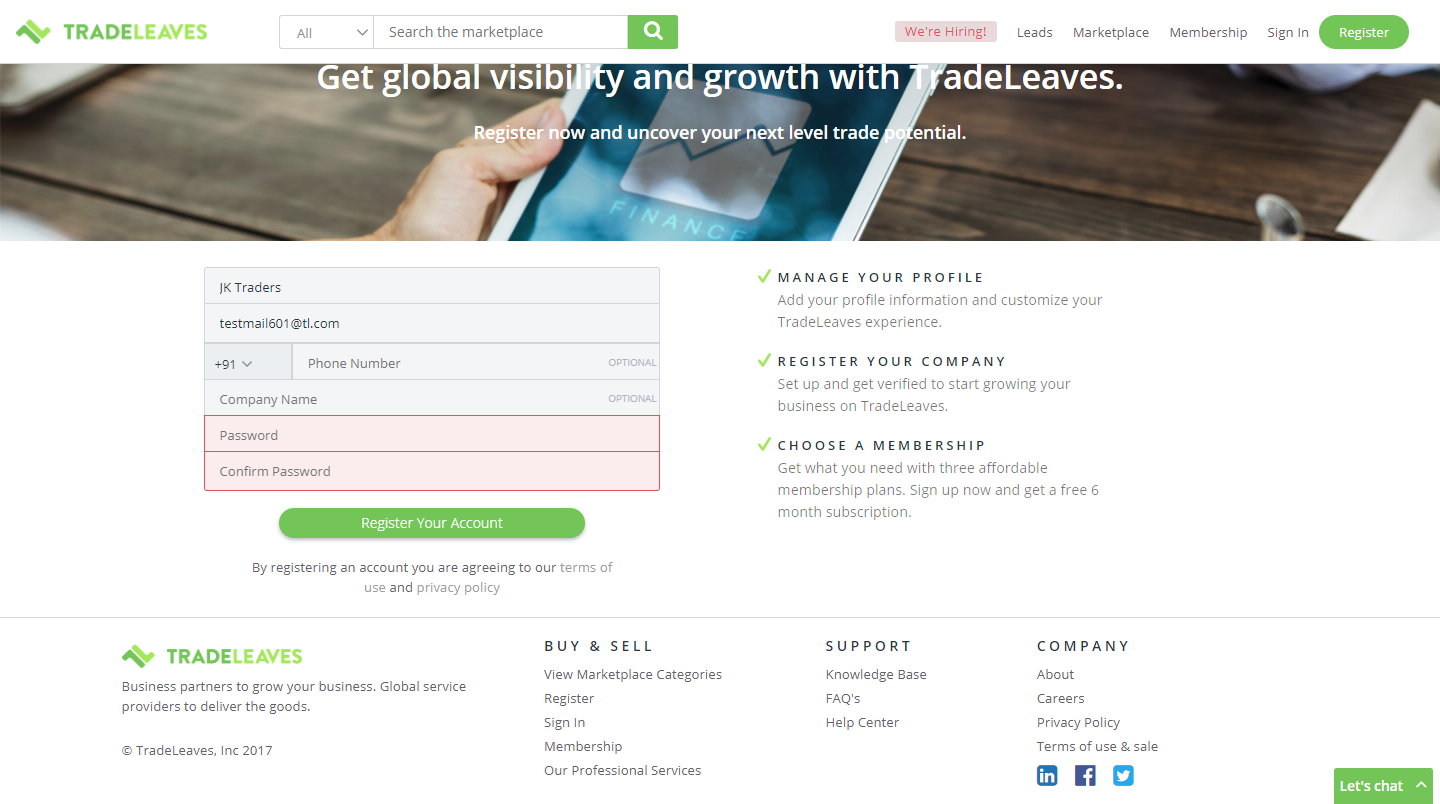 TRADELEAVES
All
Search the marketplace
We're Hiring!
Leads
Marketplace
Membership
Sign In
Register
Get global visibility and growth with TradeLeaves.
Register now and uncover your next level trade potential.
FINANCE
JK Traders
testmail601@tl.com
+91
Phone Number
OPTIONAL
Company Name
OPTIONAL
Password
Confirm Password
Register Your Account
By registering an account you are agreeing to our terms of
use and privacy policy
MANAGE YOUR PROFILE
Add your profile information and customize your
TradeLeaves experience.
REGISTER YOUR COMPANY
Set up and get verified to start growing your
business on TradeLeaves.
CHOOSE A MEMBERSHIP
Get what you need with three affordable
membership plans. Sign up now and get a free 6
month subscription.
TRADELEAVES
Business partners to grow your business. Global service
providers to deliver the goods.
© TradeLeaves, Inc 2017
BUY & SELL
View Marketplace Categories
Register
Sign In
Membership
Our Professional Services
SUPPORT
Knowledge Base
FAQ's
Help Center
COMPANY
About
Careers
Privacy Policy
Terms of use & sale
Let's chat